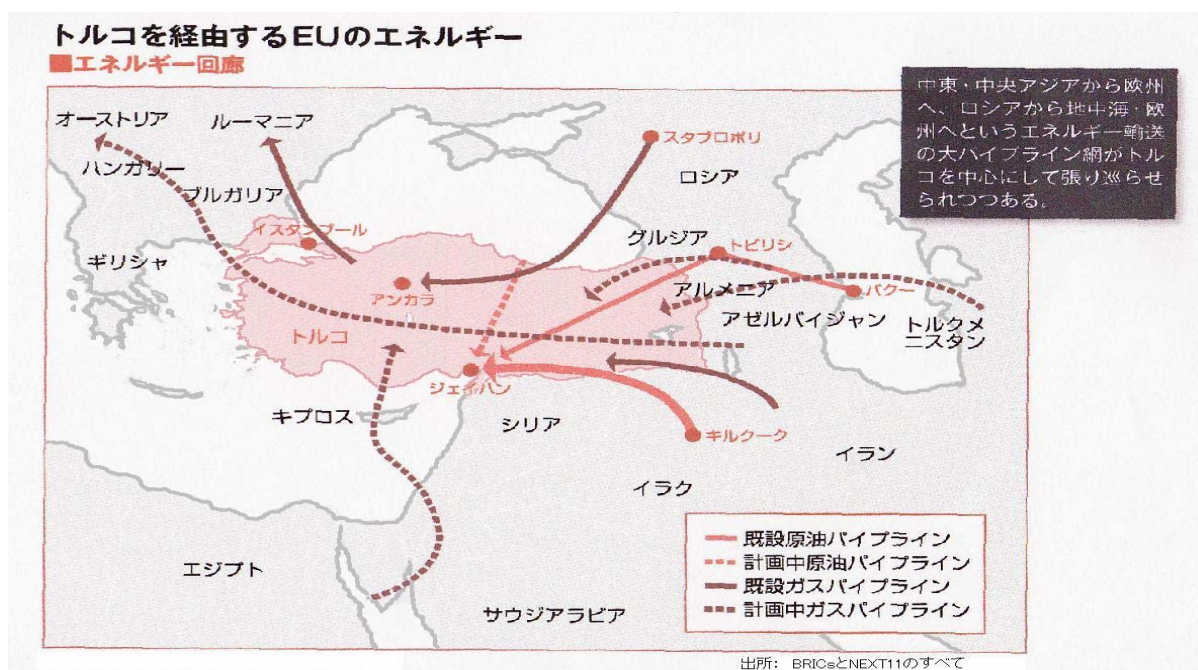 トルコを経由するEUのエネルギー
■エネルギー回廊
中東・中央アジアから欧州
へ、ロシアから地中海・欧
州へというエネルギー輸送
の大パイプライン網がトル
コを中心にして張り巡らせ
られつつある。
オーストリア
ルーマニア
スタブロポリ
ハンガリー
ロシア
ブルガリア
イスタンブール
グルジア
トビリシ
ギリシャ
アンカラ
アルメニア
バクー
アゼルバイジャン
トルクメ
ニスタン
トルコ
ジェイハン
キプロス
シリア
キルクーク
イラン
イラク
エジプト
サウジアラビア
既設原油パイプライン
計画中原油パイプライン
既設ガスパイプライン
計画中ガスパイプライン
出所： BRICsとNEXT11のすべて